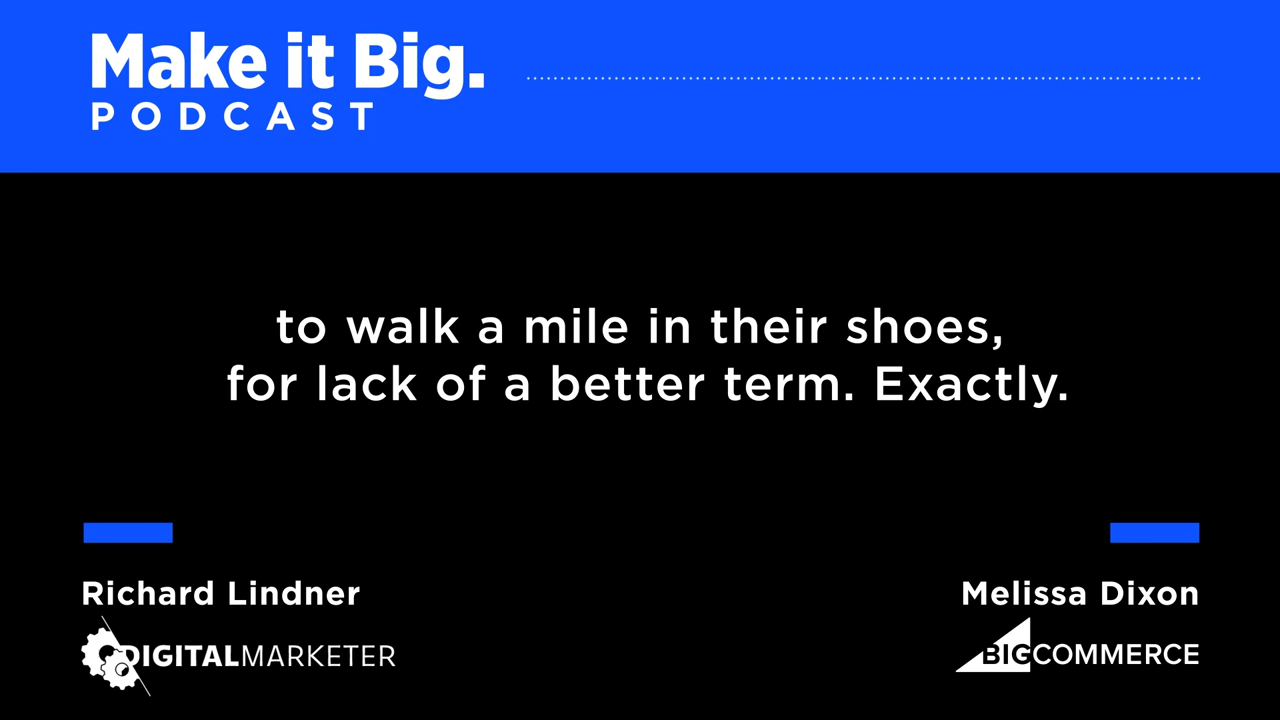 Make it Big.
PODCAST
to walk a mile in their shoes,
for lack of a better term. Exactly.
Richard Lindner
Melissa Dixon
DIGITALMARKETER
BIGCOMMERCE